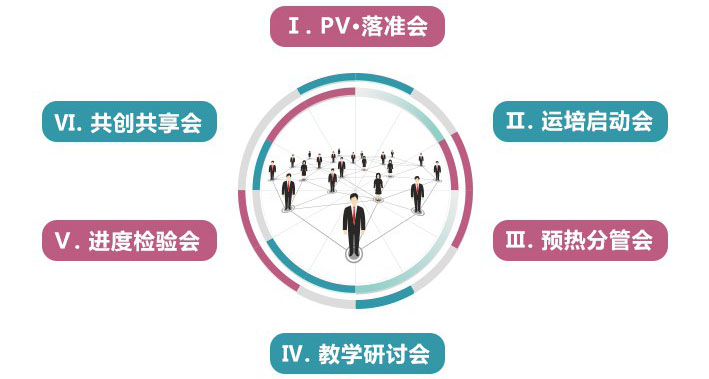 Ⅰ. PV·落准会
Ⅱ. 运培启动会
Ⅲ. 预热分管会
Ⅳ. 教学研讨会
Ⅴ. 进度检验会
Ⅵ. 共创共享会